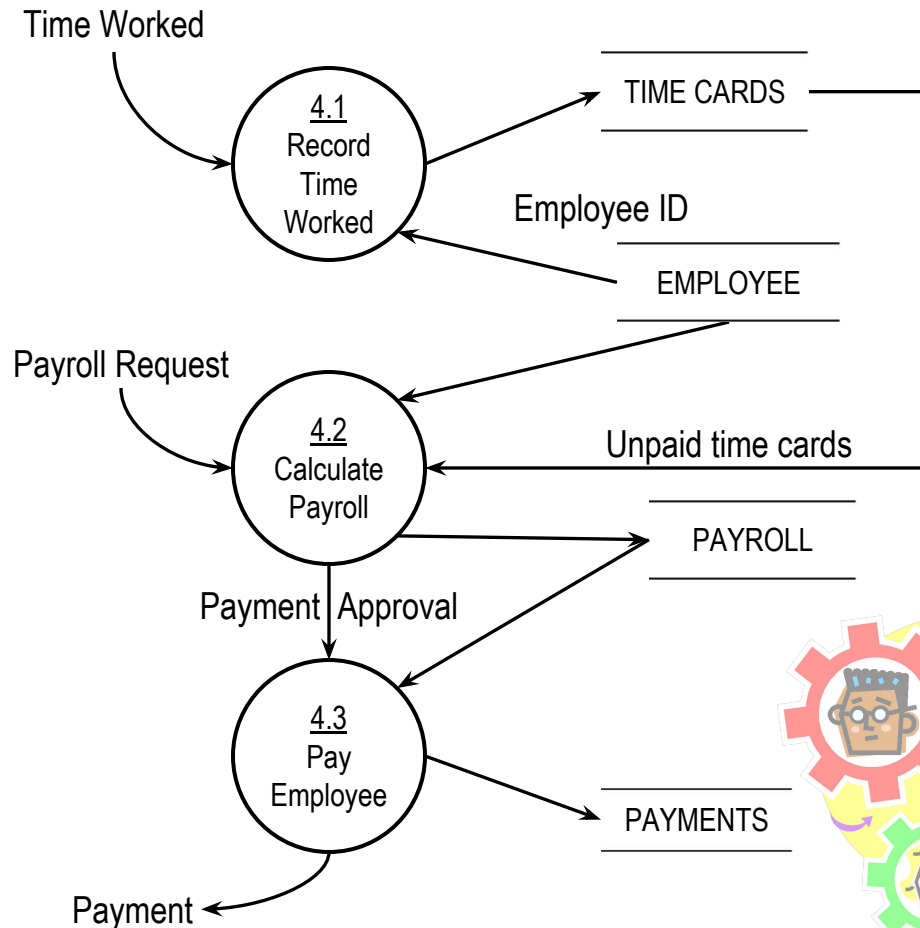 Time Worked
4.1
Record
Time
Worked
TIME CARDS
Employee ID
EMPLOYEE
Payroll Request
4.2
Calculate
Payroll
Unpaid time cards
PAYROLL
Payment Approval
4.3
Pay
Employee
PAYMENTS
Payment